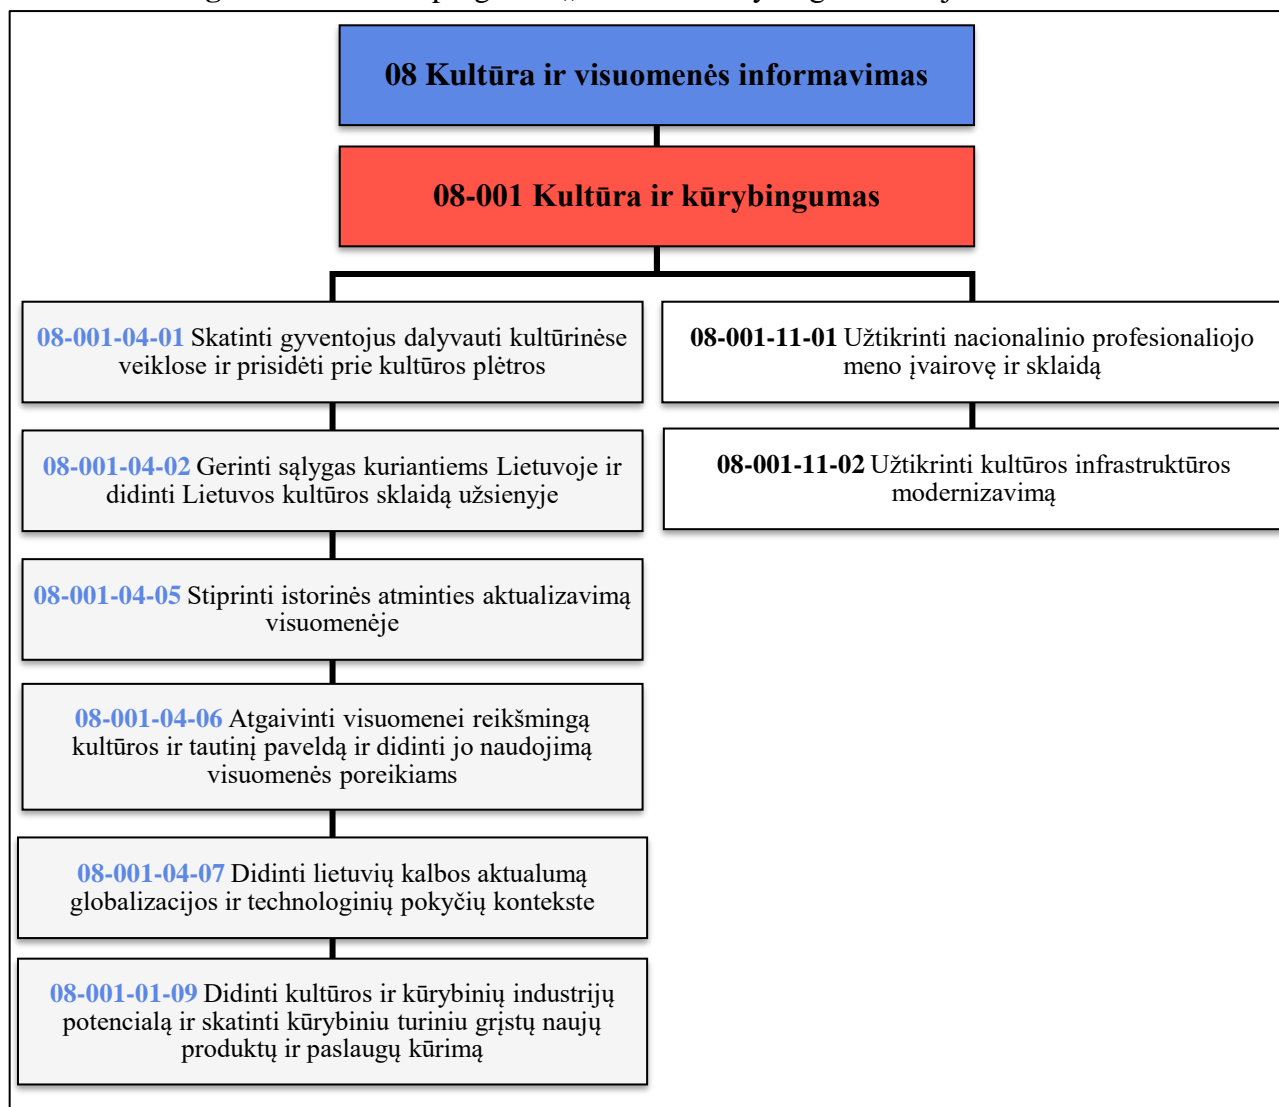 08 Kultūra ir visuomenės informavimas
08-001 Kultūra ir kūrybingumas
08-001-04-01 Skatinti gyventojus dalyvauti kultūrinėse
veiklose ir prisidėti prie kultūros plėtros
08-001-04-02 Gerinti sąlygas kuriantiems Lietuvoje ir
didinti Lietuvos kultūros sklaidą užsienyje
08-001-04-05 Stiprinti istorinės atminties aktualizavimą
visuomenėje
08-001-04-06 Atgaivinti visuomenei reikšmingą
kultūros ir tautinį paveldą ir didinti jo naudojimą
visuomenės poreikiams
08-001-04-07 Didinti lietuvių kalbos aktualumą
globalizacijos ir technologinių pokyčių kontekste
08-001-01-09 Didinti kultūros ir kūrybinių industrijų
potencialą ir skatinti kūrybiniu turiniu grįstų naujų
produktų ir paslaugų kūrimą
08-001-11-01 Užtikrinti nacionalinio profesionaliojo
meno įvairovę ir sklaidą
08-001-11-02 Užtikrinti kultūros infrastruktūros
modernizavimą